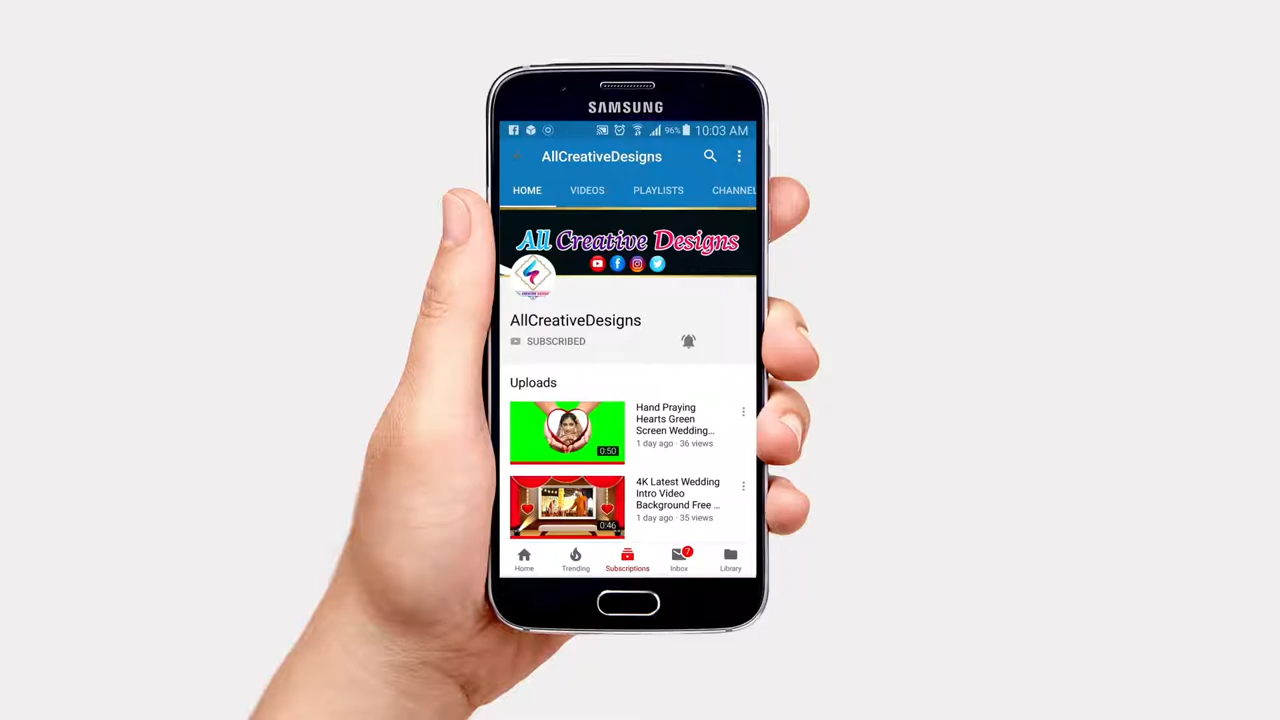 SAMSUNG
96% 10:03 AM
AllCreativeDesigns
HOME VIDEOS PLAYLISTS CHANNEL
All Creative Designs
AllCreativeDesigns
SUBSCRIBED
Uploads
Hand Praying
Hearts Green
Screen Wedding...
1 day ago · 36 views
0:50
4K Latest Wedding
Intro Video
Background Free ...
1 day ago · 35 views
0:46
7
Home Trending Subscriptions Inbox Library